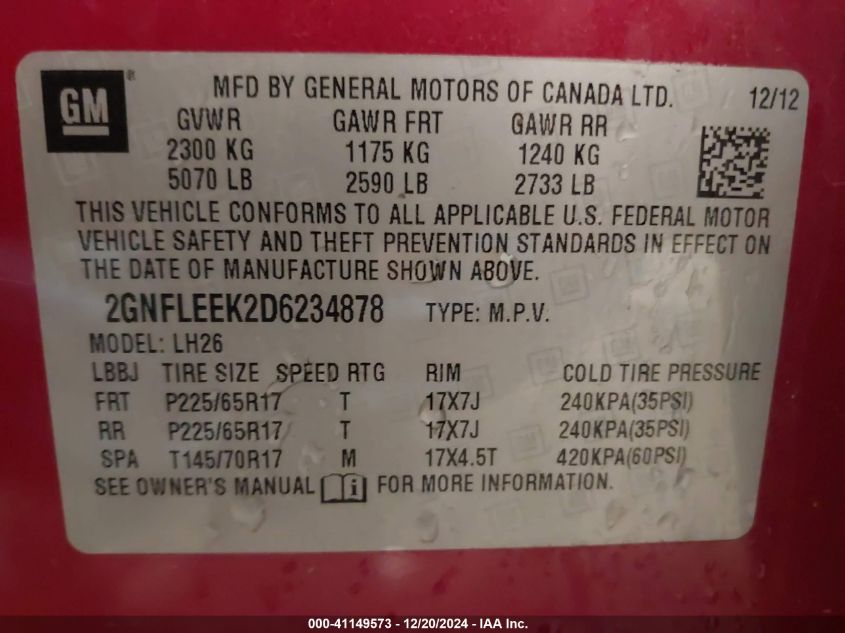 GM ® MFD BY GENERAL MOTORS OF CANADA LTD. 12/12
GVWR GAWR FRT GAWR RR
2300 KG 1175 KG 1240 KG
5070 LB 2590 LB 2733 LB
THIS VEHICLE CONFORMS TO ALL APPLICABLE U.S. FEDERAL MOTOR
VEHICLE SAFETY AND THEFT PREVENTION STANDARDS IN EFFECT ON
THE DATE OF MANUFACTURE SHOWN ABOVE.
2GNFLEEK2D6234878 TYPE: M.P.V.
MODEL: LH26
LBBJ TIRE SIZE SPEED RTG RIM COLD TIRE PRESSURE
FRT P225/65R17 T 17X7J 240KPA(35PSI)
RR P225/65R17 T 17X7J 240KPA(35PSI)
SPA T145/70R17 M 17X4.5T 420KPA(60PSI)
SEE OWNER'S MANUAL i FOR MORE INFORMATION.
000-41149573 - 12/20/2024 - IAA Inc.